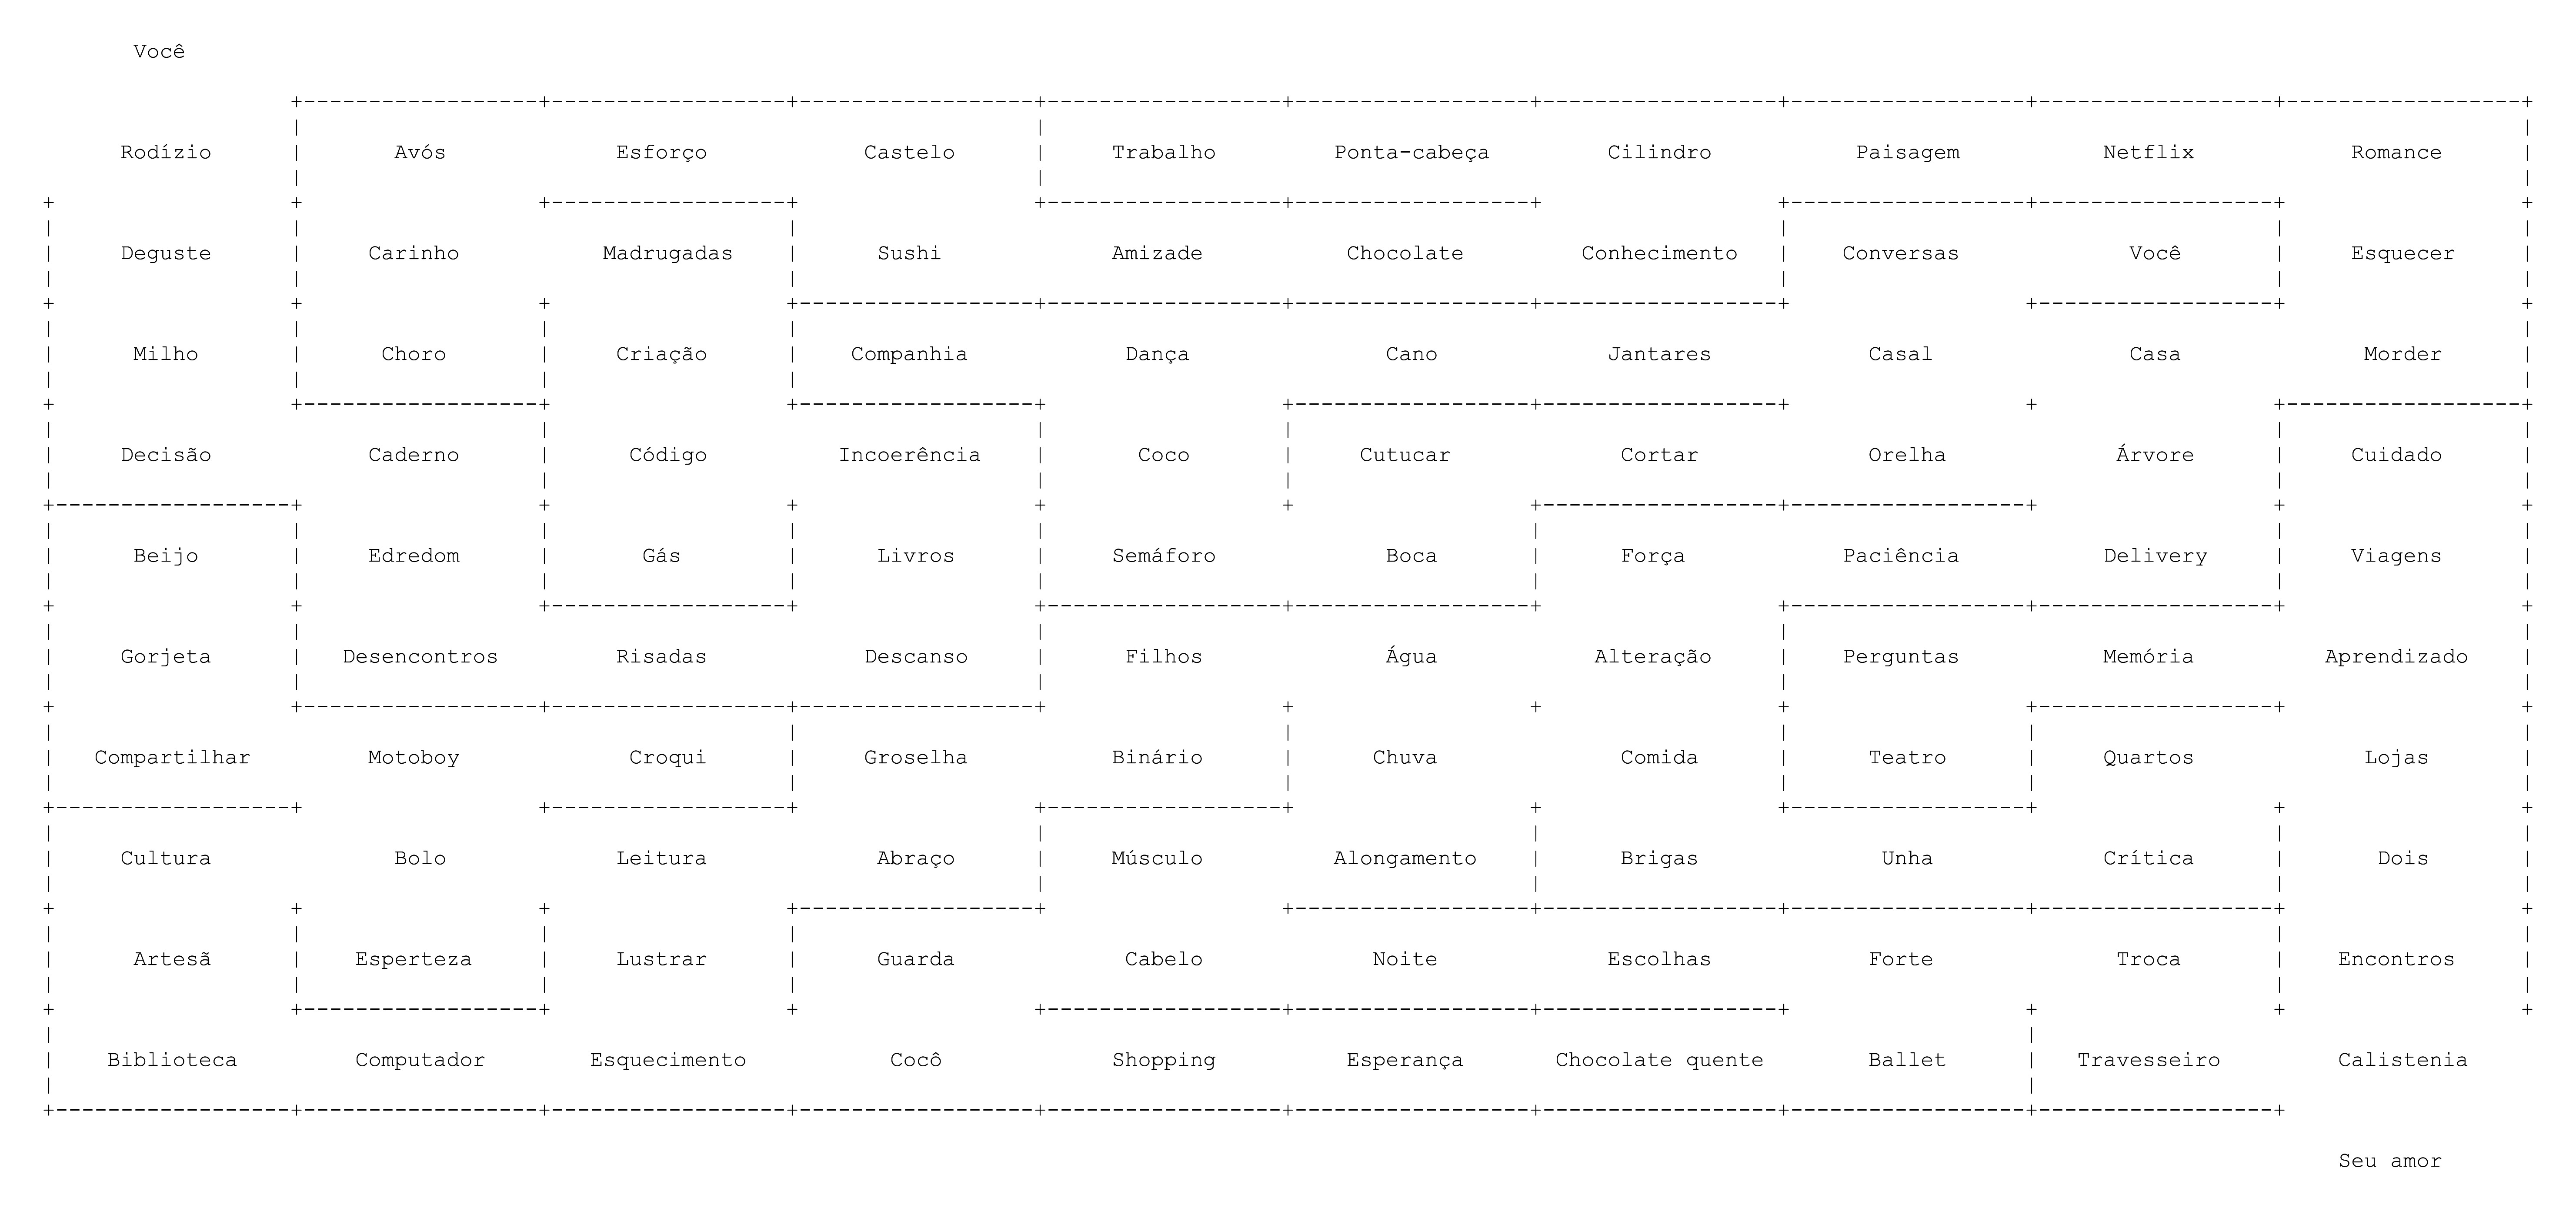 Você
Rodízio Avós Esforço Castelo Trabalho Ponta-cabeça Cilindro Paisagem Netflix Romance
Deguste Carinho Madrugadas Sushi Amizade Chocolate Conhecimento Conversas Você Esquecer
Milho Choro Criação Companhia Dança Cano Jantares Casal Casa Morder
Decisão Caderno Código Incoerência Coco Cutucar Cortar Orelha Árvore Cuidado
Beijo Edredom Gás Livros Semáforo Boca Força Paciência Delivery Viagens
Gorjeta Desencontros Risadas Descanso Filhos Água Alteração Perguntas Memória Aprendizado
Compartilhar Motoboy Croqui Groselha Binário Chuva Comida Teatro Quartos Lojas
Cultura Bolo Leitura Abraço Músculo Alongamento Brigas Unha Crítica Dois
Artesã Esperteza Lustrar Guarda Cabelo Noite Escolhas Forte Troca Encontros
Biblioteca Computador Esquecimento Cocô Shopping Esperança Chocolate quente Ballet Travesseiro Calistenia
Seu amor